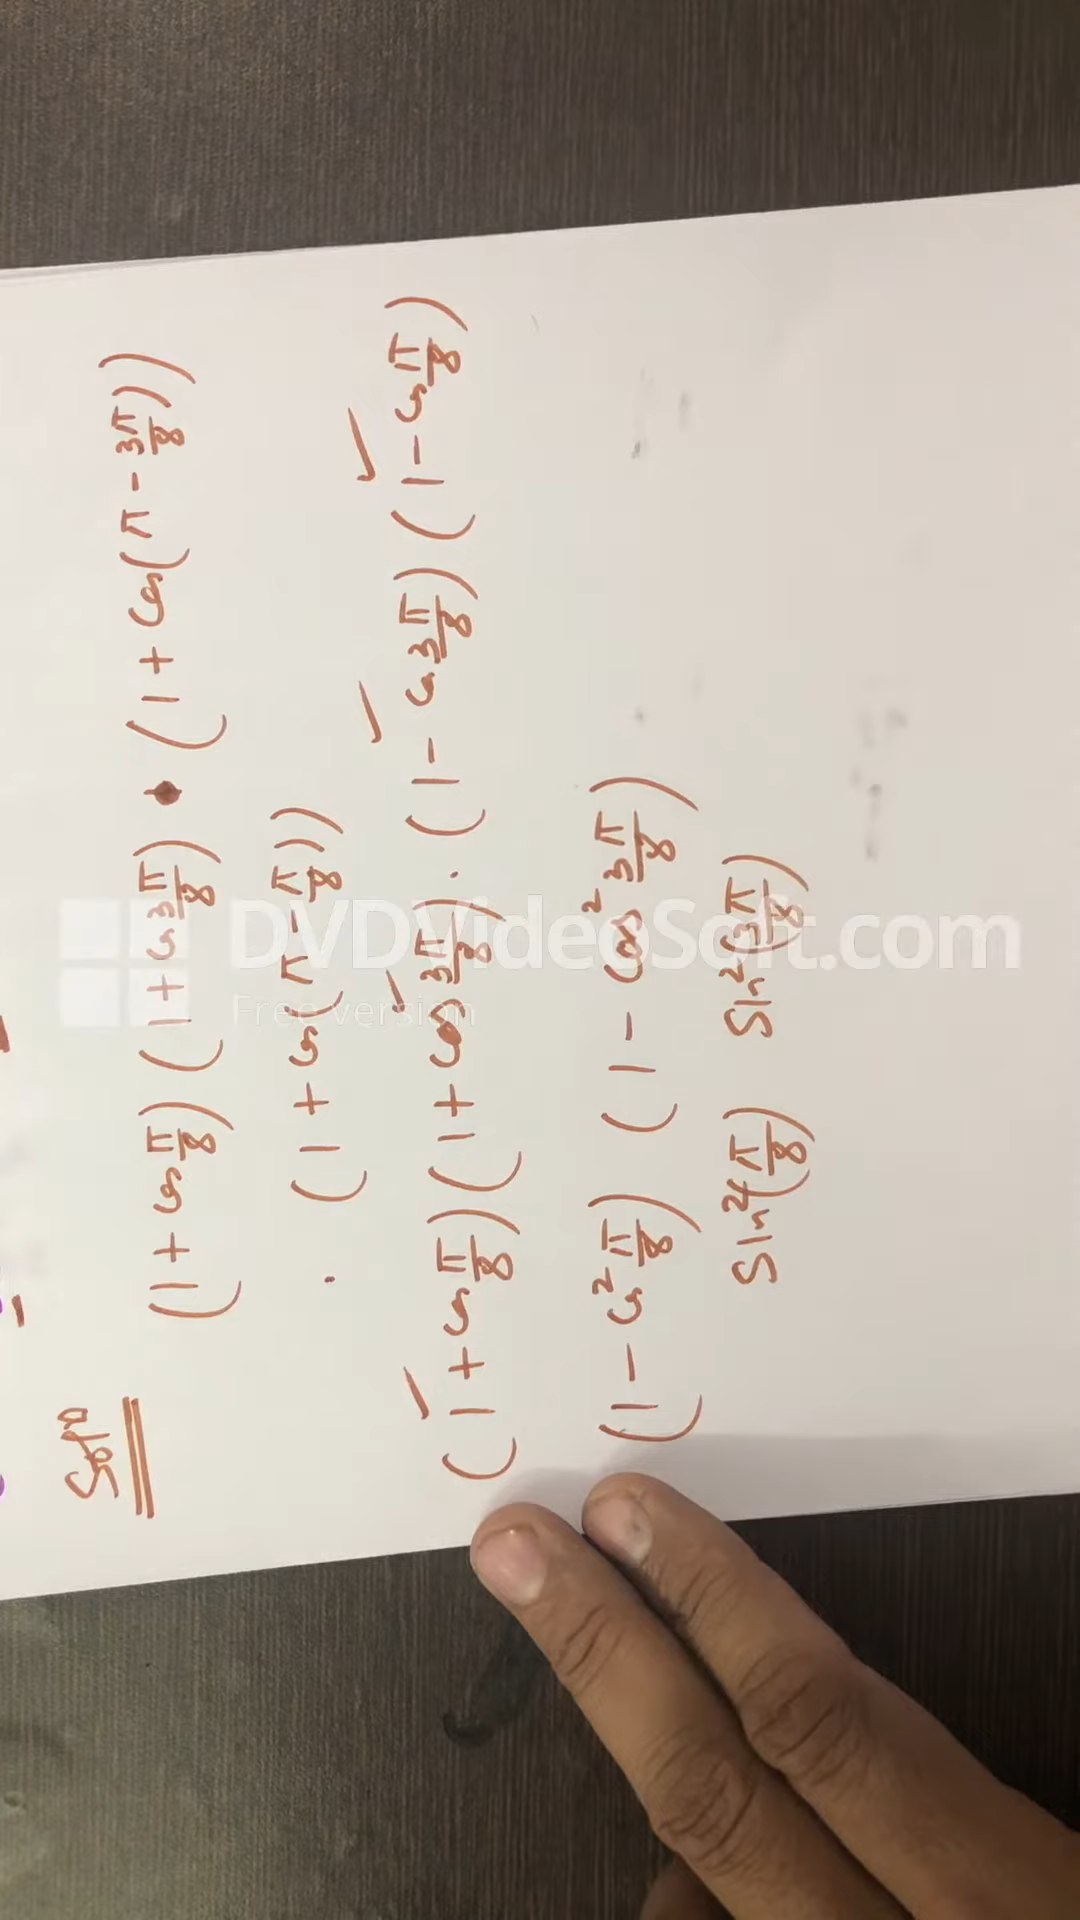 Solⁿ
(1 + cos π/8) (1 + cos 3π/8) • (1 + cos(π − 3π/8))
· (1 + cos(π − π/8))
(1 + cos π/8) (1 + cos 3π/8) · (1 − cos 3π/8) (1 − cos π/8)
(1 − cos² π/8) (1 − cos² 3π/8)
Sin²(π/8) Sin²(3π/8)
DVDVideoSoft.com
Free version